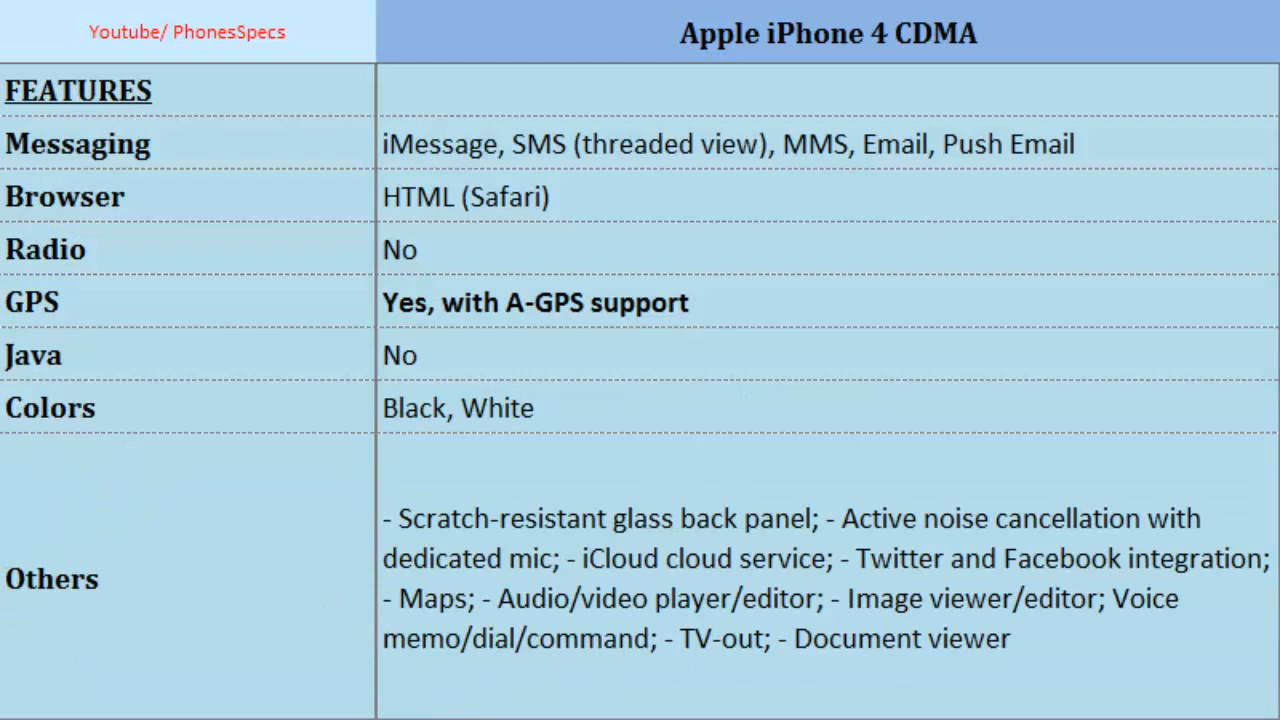 Youtube/ PhonesSpecs
Apple iPhone 4 CDMA
FEATURES
Messaging
iMessage, SMS (threaded view), MMS, Email, Push Email
Browser
HTML (Safari)
Radio
No
GPS
Yes, with A-GPS support
Java
No
Colors
Black, White
Others
- Scratch-resistant glass back panel; - Active noise cancellation with
dedicated mic; - iCloud cloud service; - Twitter and Facebook integration;
- Maps; - Audio/video player/editor; - Image viewer/editor; Voice
memo/dial/command; - TV-out; - Document viewer